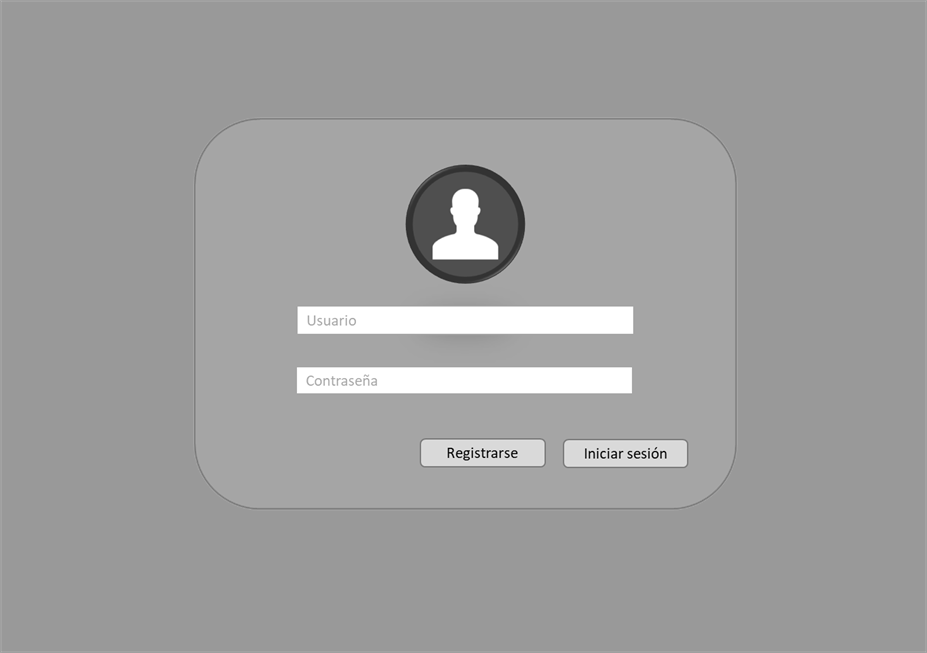 Usuario
Contraseña
Registrarse
Iniciar sesión